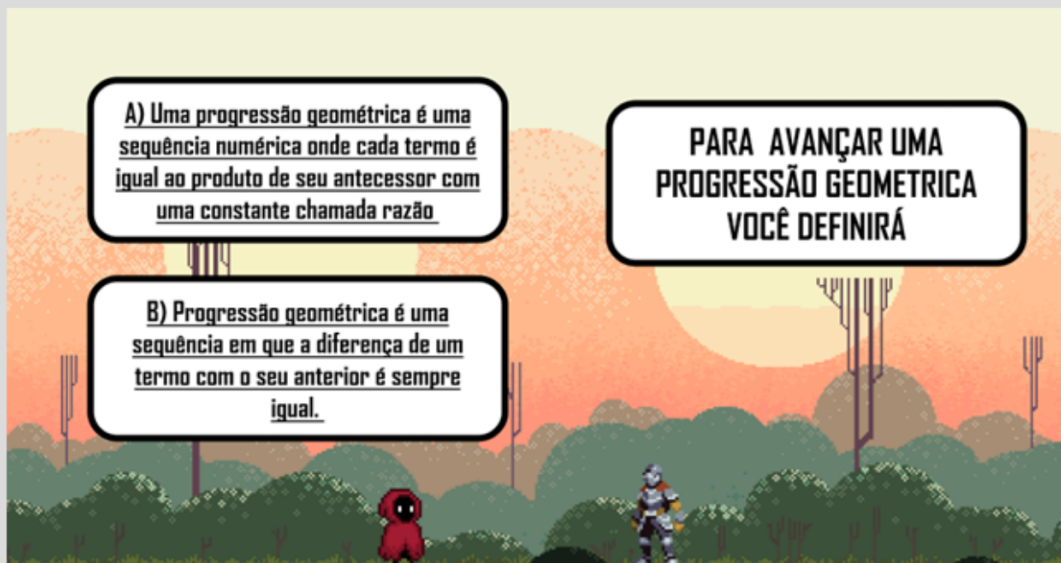 A) Uma progressão geométrica é uma
sequência numérica onde cada termo é
igual ao produto de seu antecessor com
uma constante chamada razão
B) Progressão geométrica é uma
sequência em que a diferença de um
termo com o seu anterior é sempre
igual.
PARA AVANÇAR UMA
PROGRESSÃO GEOMETRICA
VOCÊ DEFINIRÁ